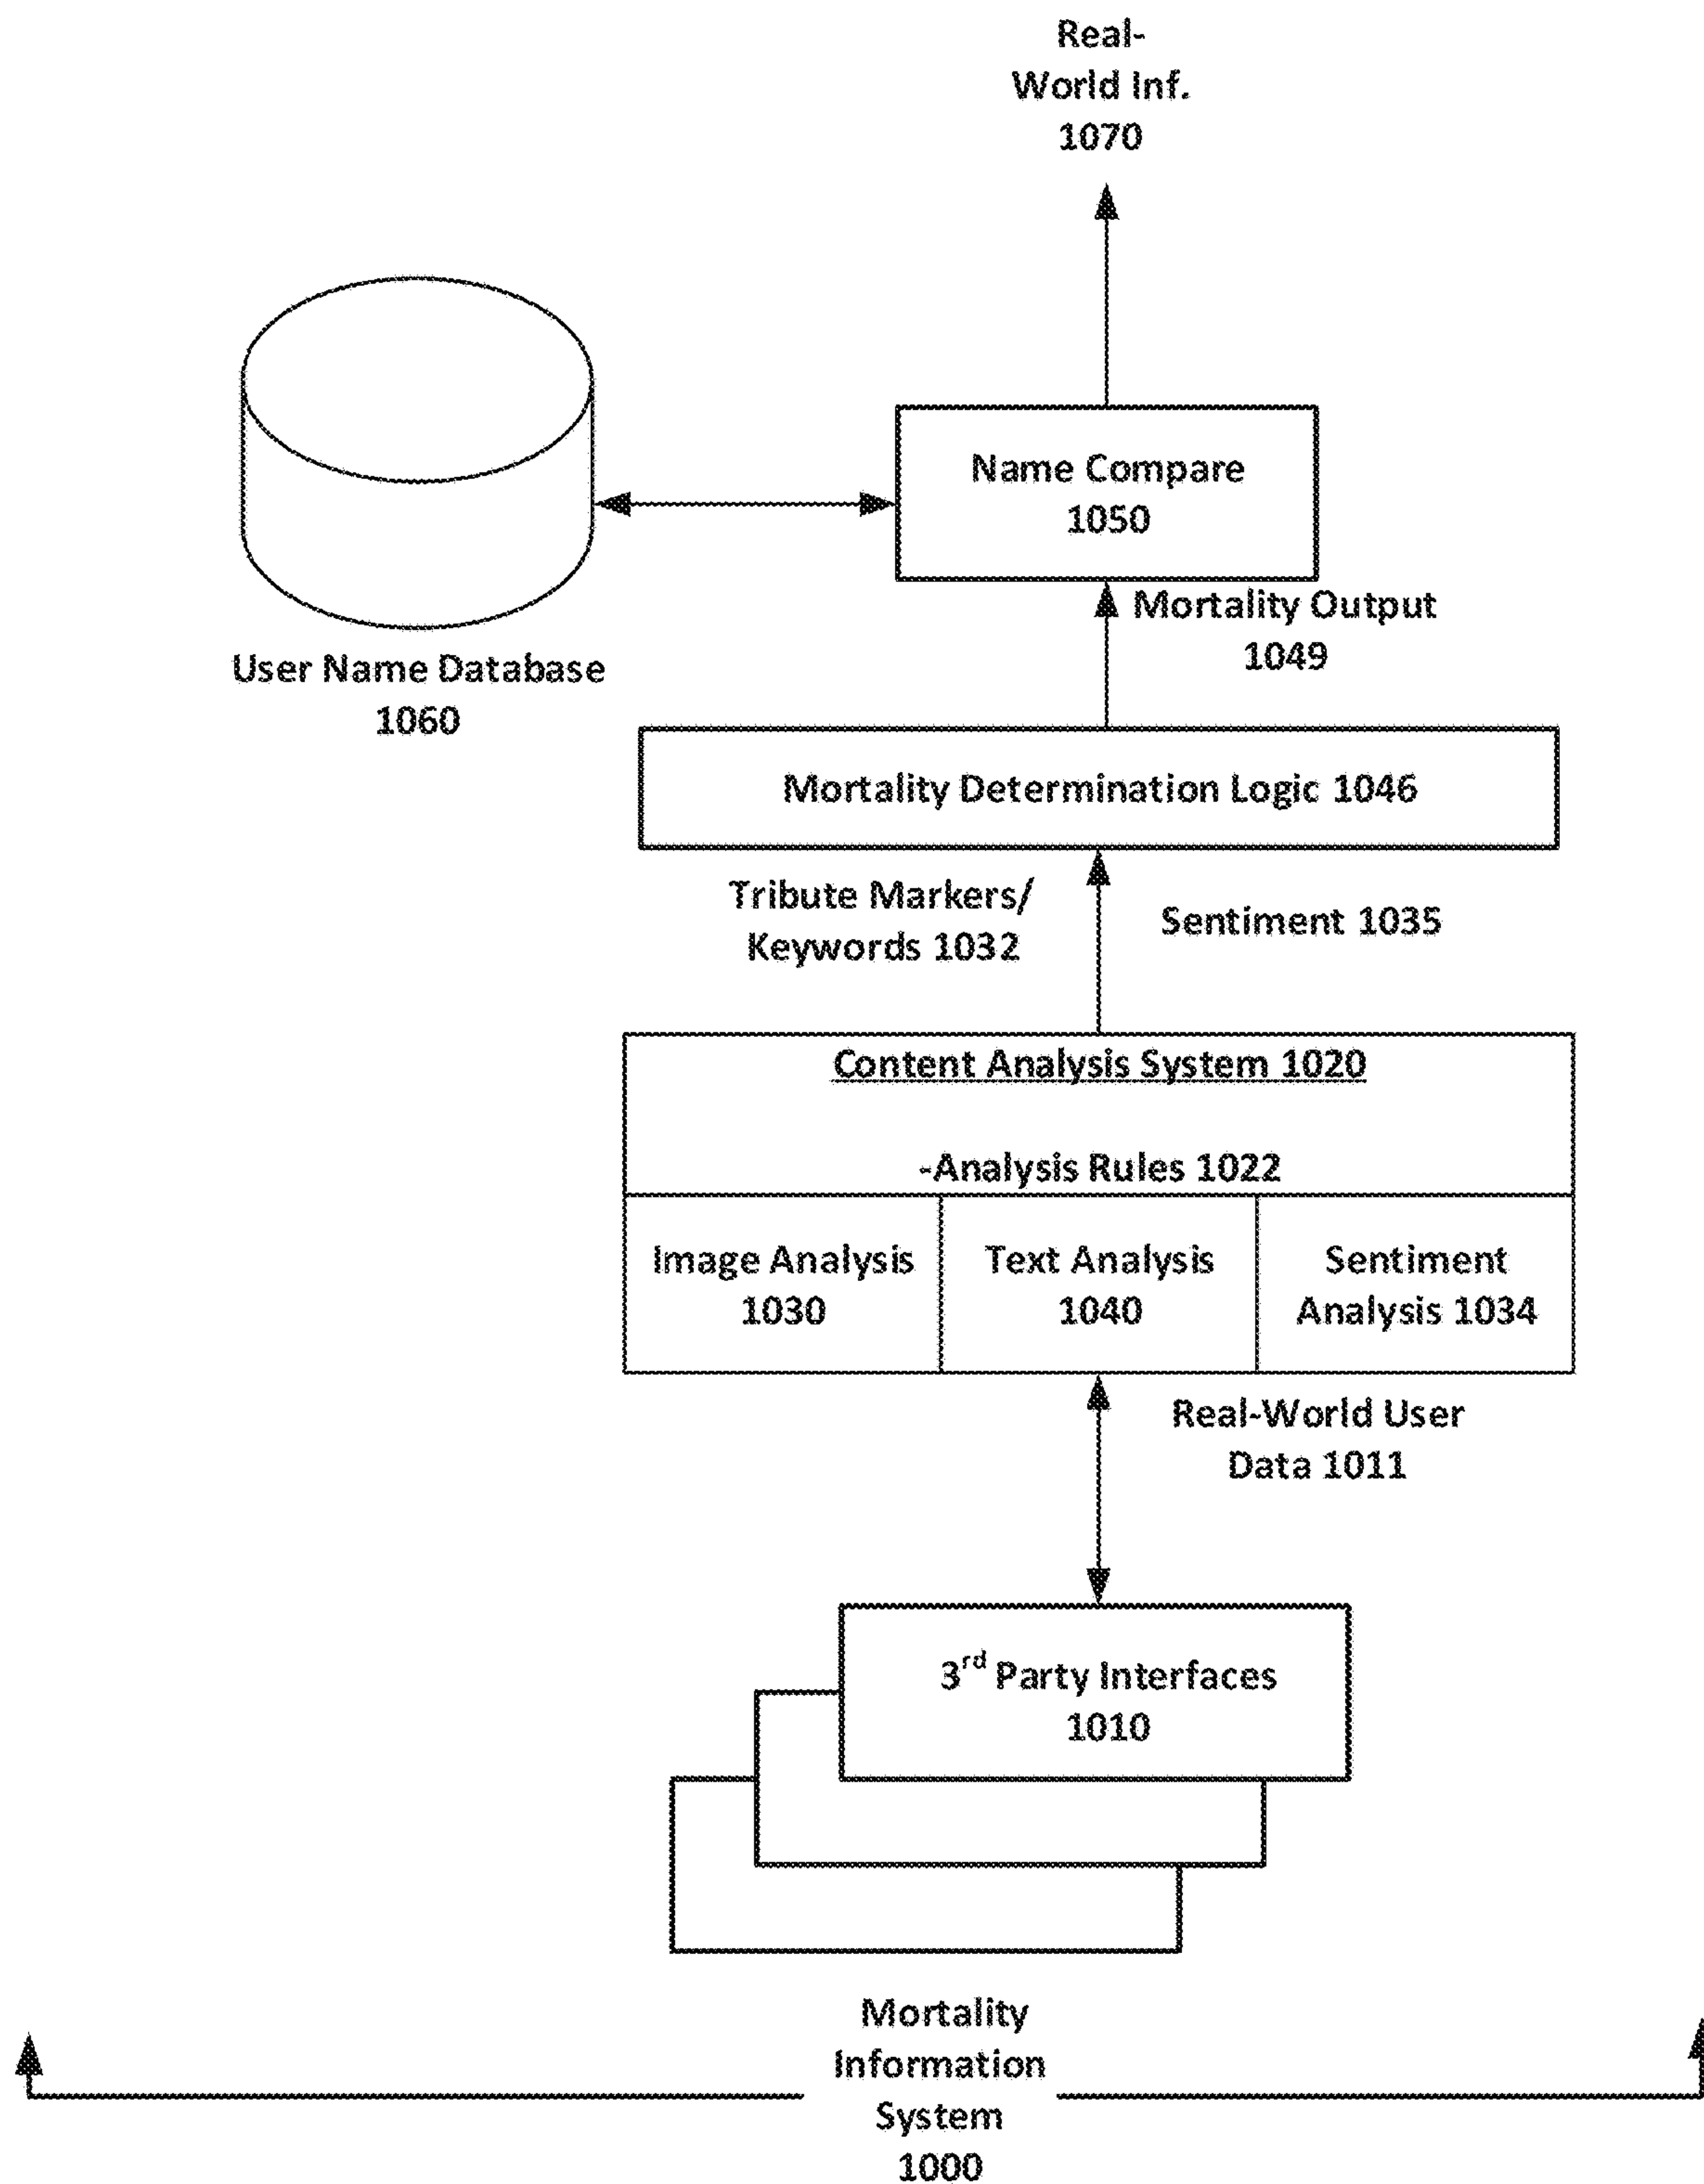 Real-
World Inf.
1070
Name Compare
1050
Mortality Output
1049
User Name Database
1060
Mortality Determination Logic 1046
Tribute Markers/
Keywords 1032
Sentiment 1035
Content Analysis System 1020
-Analysis Rules 1022
Image Analysis
1030
Text Analysis
1040
Sentiment
Analysis 1034
Real-World User
Data 1011
3rd Party Interfaces
1010
Mortality
Information
System
1000